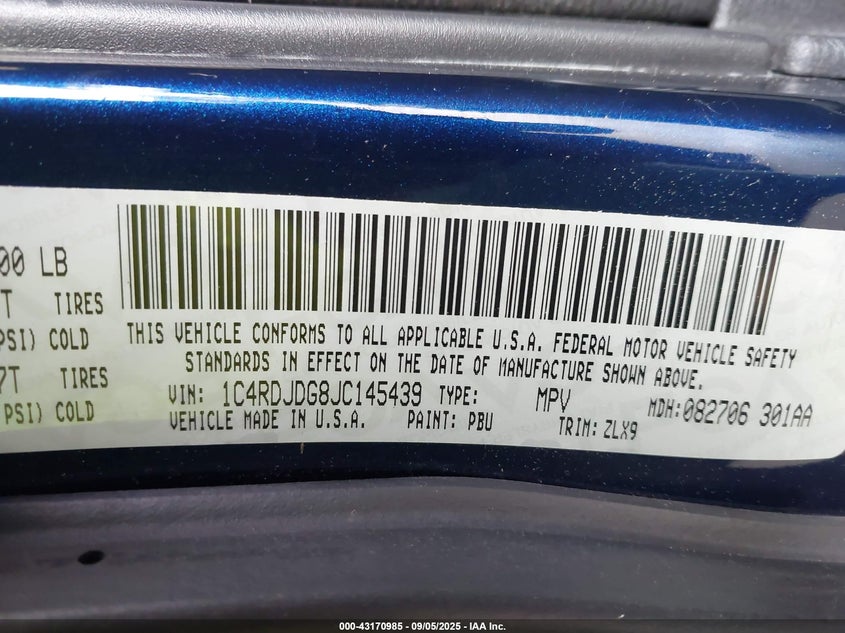 00 LB
T TIRES
PSI) COLD
7T TIRES
PSI) COLD
THIS VEHICLE CONFORMS TO ALL APPLICABLE U.S.A. FEDERAL MOTOR VEHICLE SAFETY
STANDARDS IN EFFECT ON THE DATE OF MANUFACTURE SHOWN ABOVE.
VIN: 1C4RDJDG8JC145439 TYPE: MPV MDH:082706 301AA
VEHICLE MADE IN U.S.A. PAINT: PBU TRIM: ZLX9
000-43170985 - 09/05/2025 - IAA Inc.